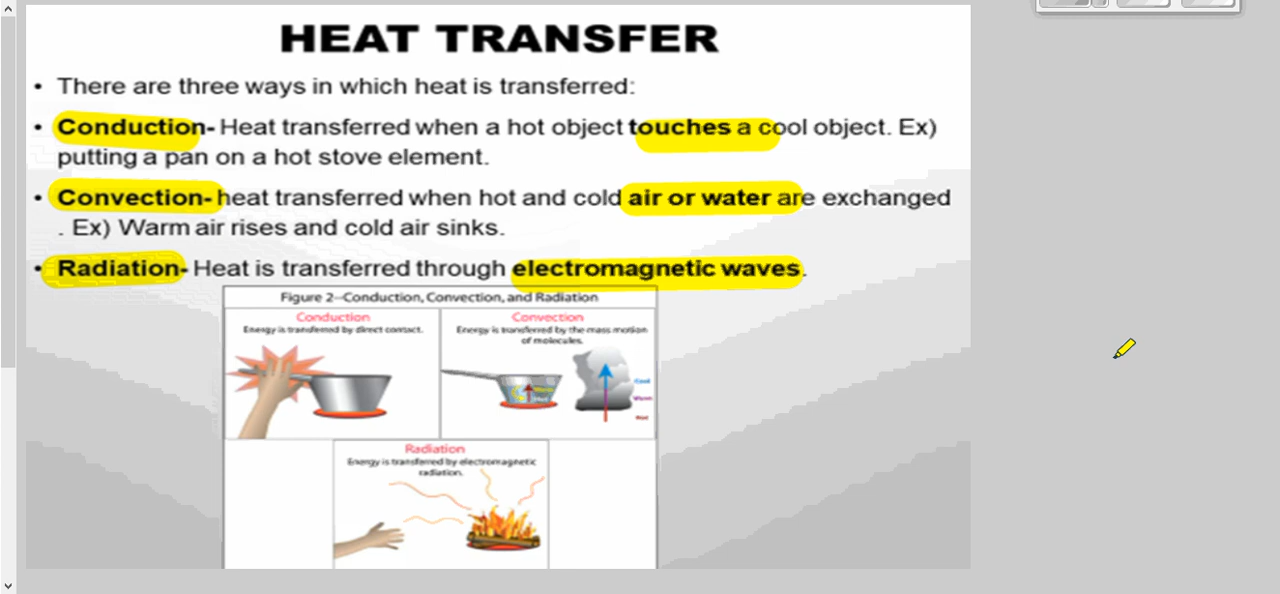 HEAT TRANSFER
• There are three ways in which heat is transferred:
• Conduction- Heat transferred when a hot object touches a cool object. Ex)
putting a pan on a hot stove element.
• Convection- heat transferred when hot and cold air or water are exchanged
. Ex) Warm air rises and cold air sinks.
• Radiation- Heat is transferred through electromagnetic waves.
Figure 2--Conduction, Convection, and Radiation
Conduction
Energy is transferred by direct contact.
Convection
Energy is transferred by the mass motion
of molecules.
Warm
Hot
Cool
Warm
Hot
Radiation
Energy is transferred by electromagnetic
radiation.